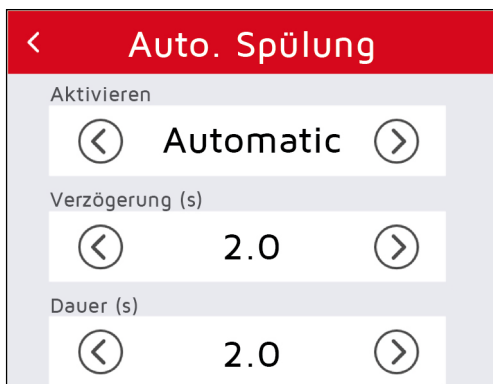 Auto. Spülung
Aktivieren
Automatic
Verzögerung (s)
2.0
Dauer (s)
2.0